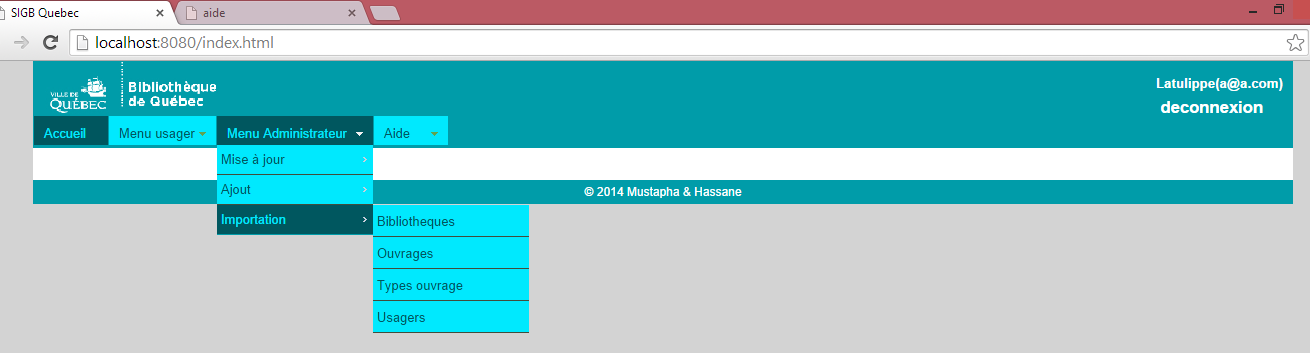 SIGB Quebec
aide
localhost:8080/index.html
VILLE DE
QUÉBEC
Bibliothèque
de Québec
Latulippe(a@a.com)
deconnexion
Accueil
Menu usager
Menu Administrateur
Aide
Mise à jour
Ajout
Importation
© 2014 Mustapha & Hassane
Bibliotheques
Ouvrages
Types ouvrage
Usagers